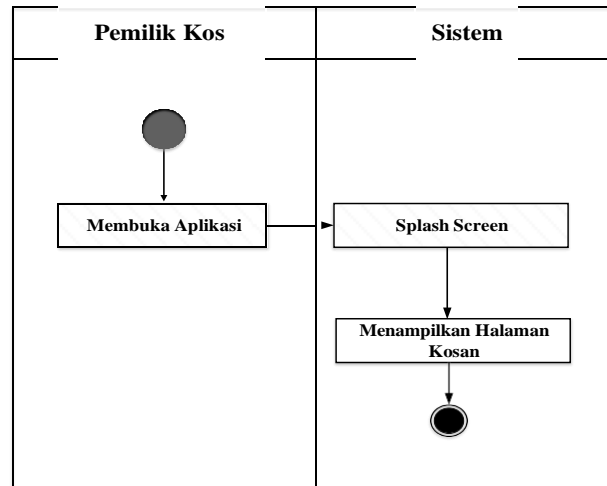 Pemilik Kos
Sistem
Membuka Aplikasi
Splash Screen
Menampilkan Halaman
Kosan